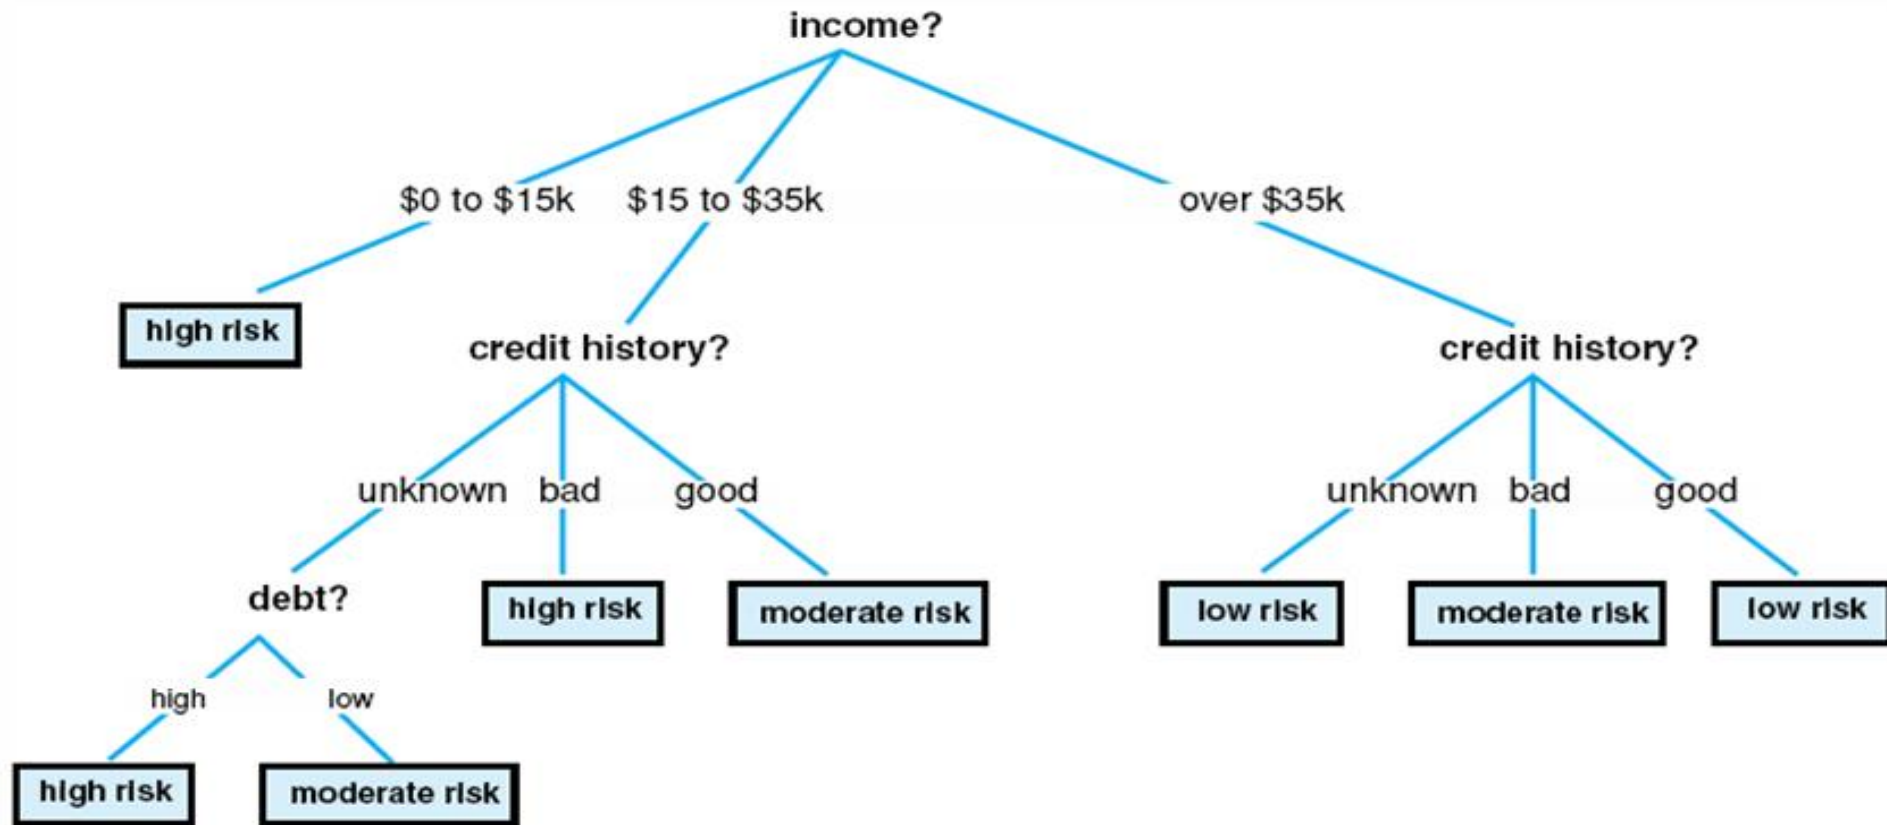 income?
$0 to $15k $15 to $35k over $35k
high risk
credit history? credit history?
unknown bad good unknown bad good
debt? high risk moderate risk low risk moderate risk low risk
high low
high risk moderate risk